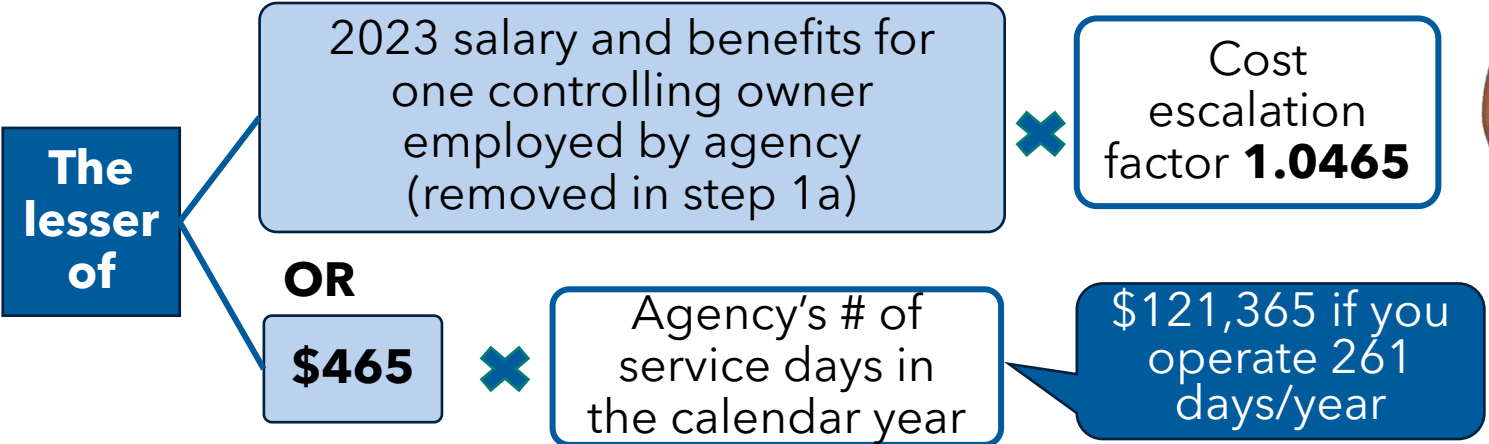 The
lesser
of
2023 salary and benefits for
one controlling owner
employed by agency
(removed in step 1a)
Cost
escalation
factor 1.0465
OR
$465
Agency’s # of
service days in
the calendar year
$121,365 if you
operate 261
days/year